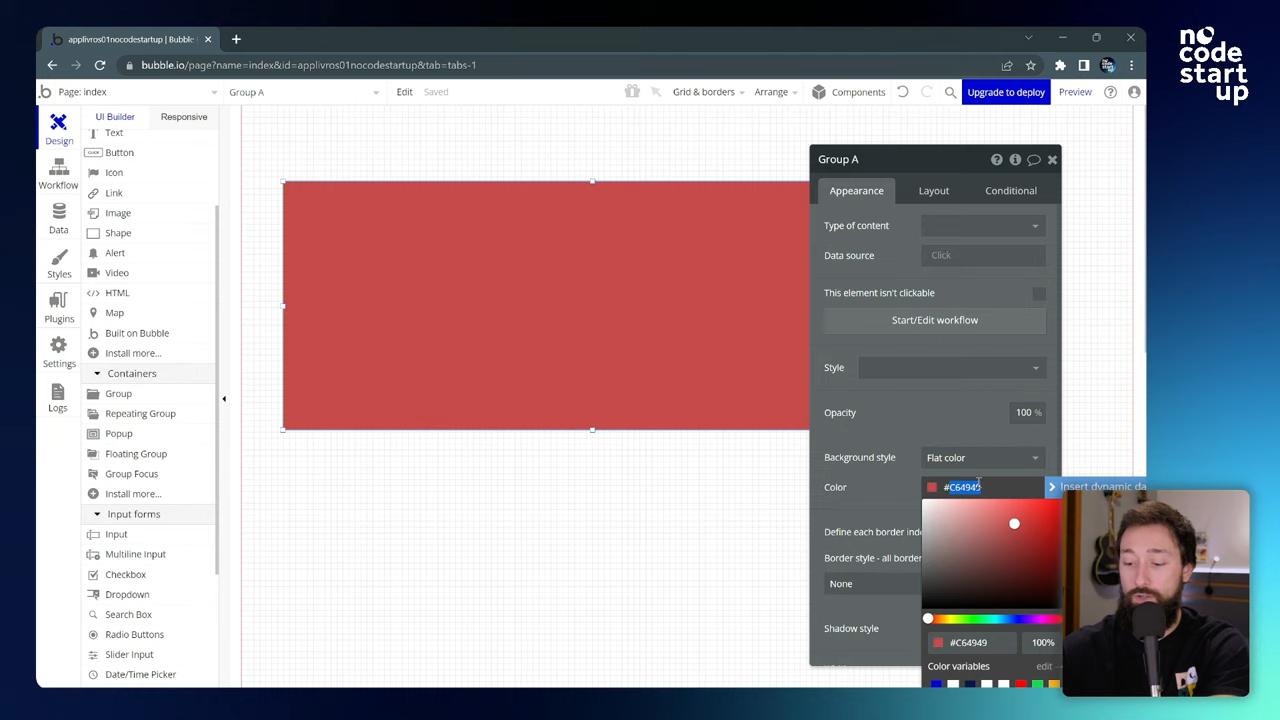 no
code
start
up
applivros01nocodestartup | Bubble
bubble.io/page?name=index&id=applivros01nocodestartup&tab=tabs-1
Page: index
Group A
Edit
Saved
Grid & borders
Arrange
Components
Upgrade to deploy
Preview
Design
Workflow
Data
Styles
Plugins
Settings
Logs
UI Builder
Responsive
Text
CLICK
Button
Icon
Link
Image
Shape
Alert
Video
HTML
Map
Built on Bubble
Install more...
Containers
Group
Repeating Group
Popup
Floating Group
Group Focus
Install more...
Input forms
Input
Multiline Input
Checkbox
Dropdown
Search Box
Radio Buttons
Slider Input
Date/Time Picker
Group A
Appearance
Layout
Conditional
Type of content
Data source
Click
This element isn't clickable
Start/Edit workflow
Style
Opacity
100 %
Background style
Flat color
Color
#C64949
Insert dynamic da
Define each border inde
Border style - all border
None
Shadow style
#C64949
100%
Color variables
edit